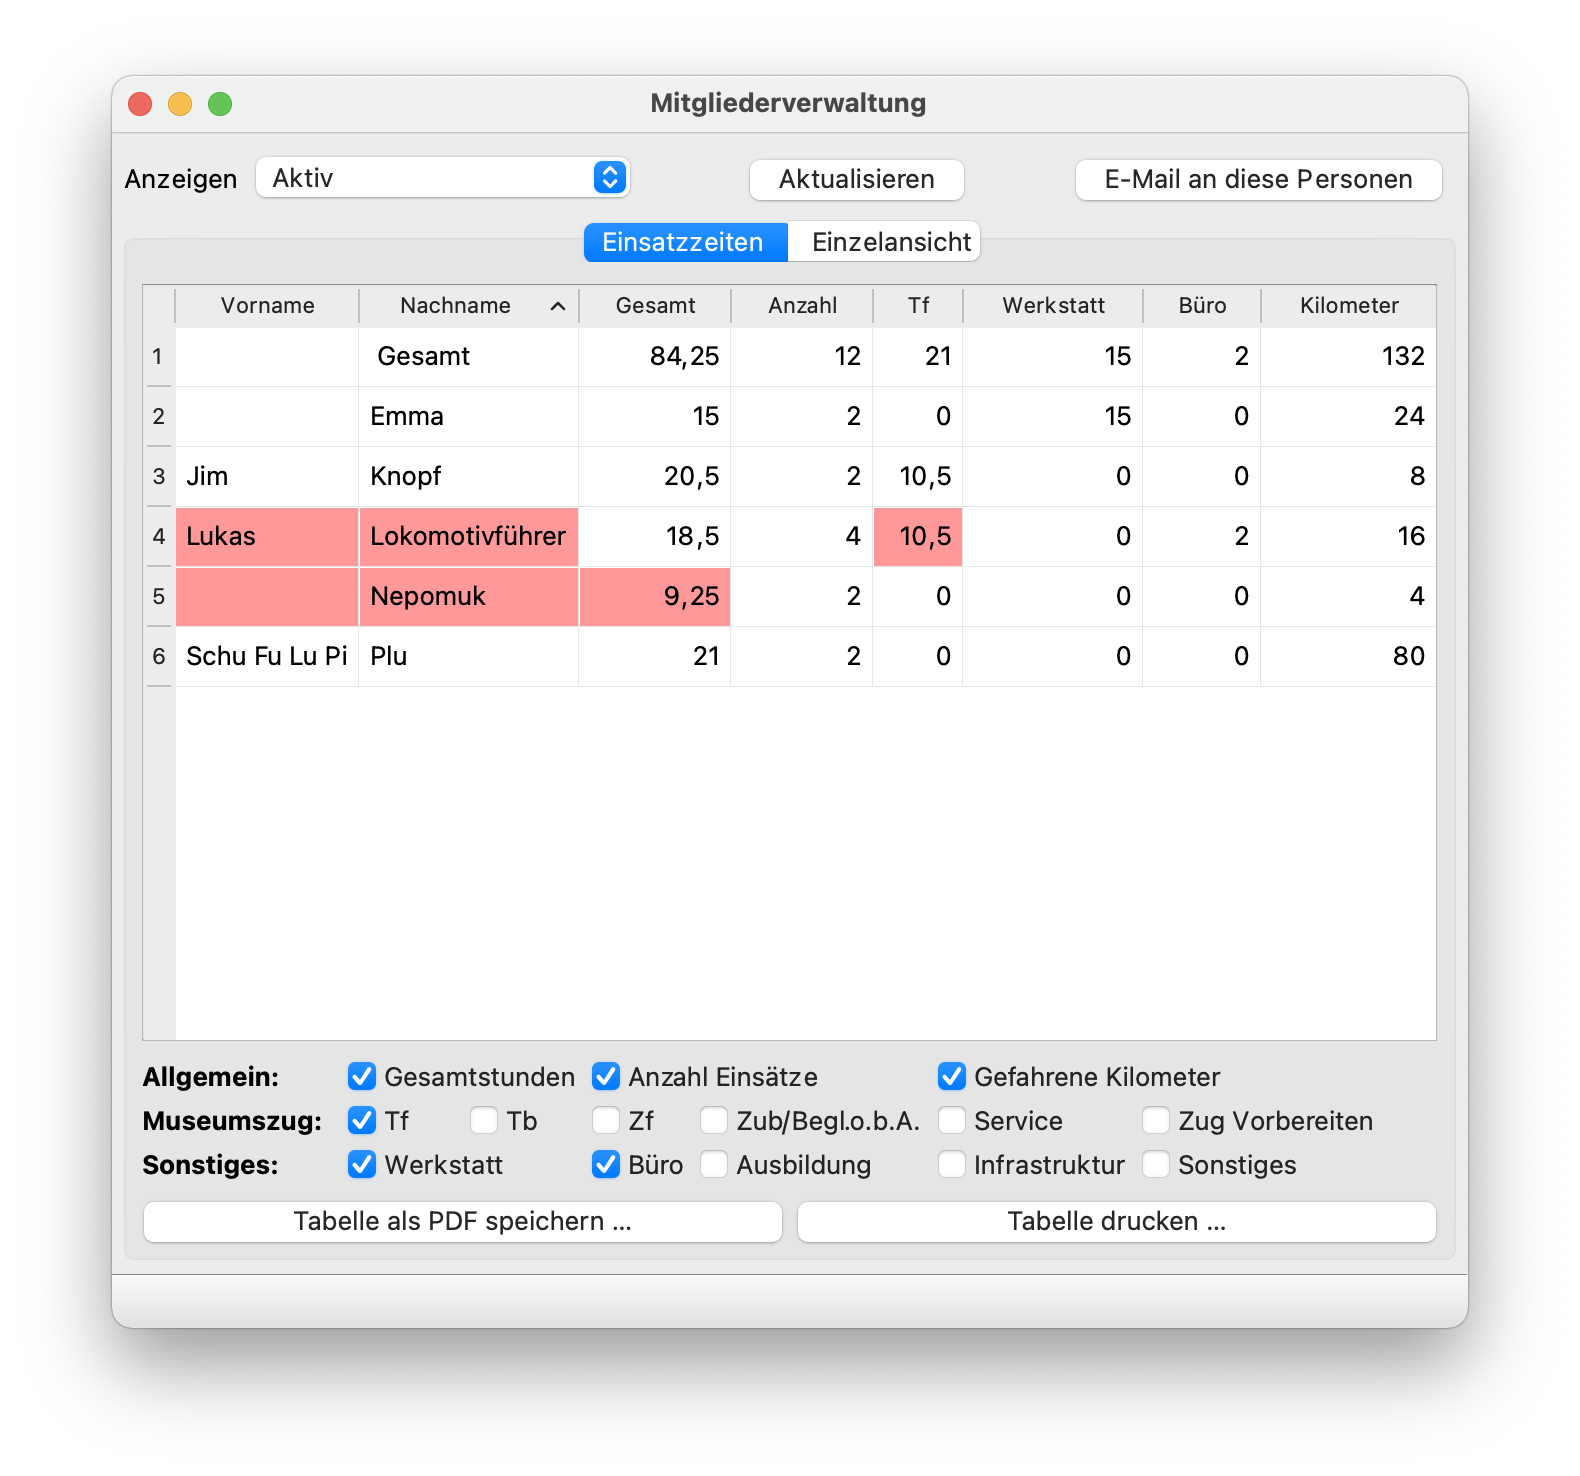 Mitgliederverwaltung
Anzeigen Aktiv Aktualisieren E-Mail an diese Personen
Einsatzzeiten Einzelansicht
Vorname Nachname Gesamt Anzahl Tf Werkstatt Büro Kilometer
1 Gesamt 84,25 12 21 15 2 132
2 Emma 15 2 0 15 0 24
3 Jim Knopf 20,5 2 10,5 0 0 8
4 Lukas Lokomotivführer 18,5 4 10,5 0 2 16
5 Nepomuk 9,25 2 0 0 0 4
6 Schu Fu Lu Pi Plu 21 2 0 0 0 80
Allgemein: Gesamtstunden Anzahl Einsätze Gefahrene Kilometer
Museumszug: Tf Tb Zf Zub/Begl.o.b.A. Service Zug Vorbereiten
Sonstiges: Werkstatt Büro Ausbildung Infrastruktur Sonstiges
Tabelle als PDF speichern ... Tabelle drucken ...